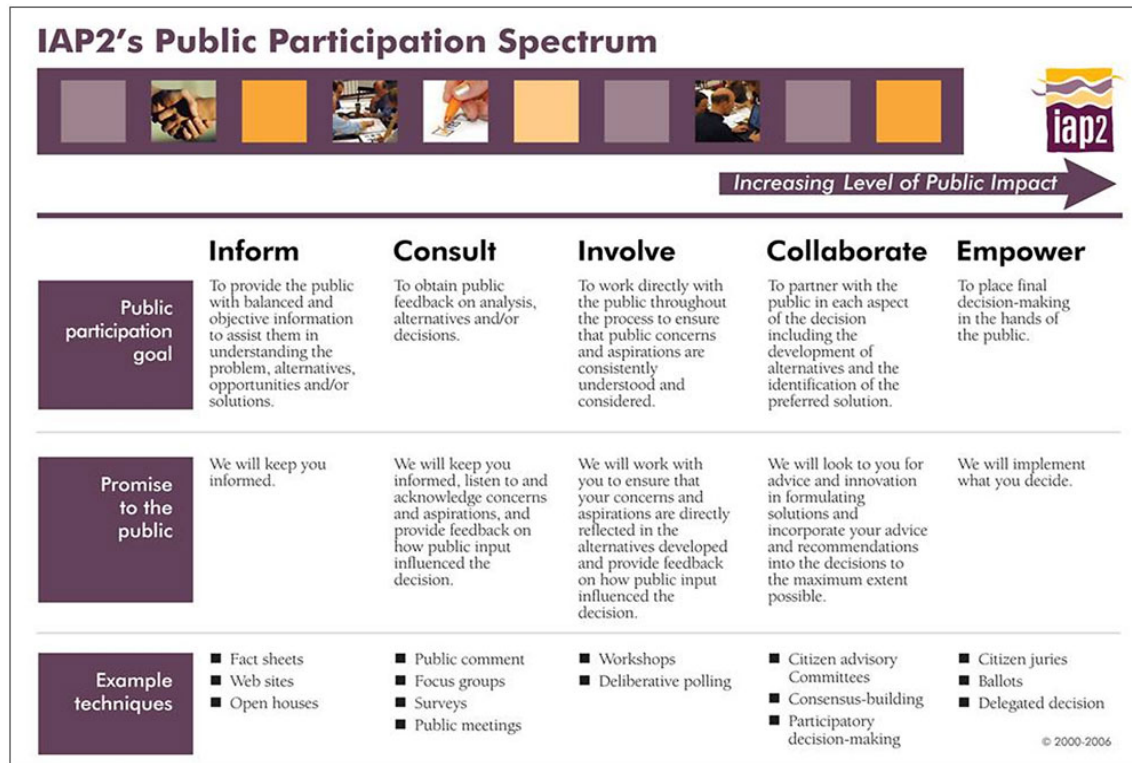 IAP2's Public Participation Spectrum
iap2
Increasing Level of Public Impact
Inform
Consult
Involve
Collaborate
Empower
Public
participation
goal
To provide the public
with balanced and
objective information
to assist them in
understanding the
problem, alternatives,
opportunities and/or
solutions.
To obtain public
feedback on analysis,
alternatives and/or
decisions.
To work directly with
the public throughout
the process to ensure
that public concerns
and aspirations are
consistently
understood and
considered.
To partner with the
public in each aspect
of the decision
including the
development of
alternatives and the
identification of the
preferred solution.
To place final
decision-making
in the hands of
the public.
Promise
to the
public
We will keep you
informed.
We will keep you
informed, listen to and
acknowledge concerns
and aspirations, and
provide feedback on
how public input
influenced the
decision.
We will work with
you to ensure that
your concerns and
aspirations are directly
reflected in the
alternatives developed
and provide feedback
on how public input
influenced the
decision.
We will look to you for
advice and innovation
in formulating
solutions and
incorporate your advice
and recommendations
into the decisions to
the maximum extent
possible.
We will implement
what you decide.
Example
techniques
■ Fact sheets
■ Web sites
■ Open houses
■ Public comment
■ Focus groups
■ Surveys
■ Public meetings
■ Workshops
■ Deliberative polling
■ Citizen advisory
Committees
■ Consensus-building
■ Participatory
decision-making
■ Citizen juries
■ Ballots
■ Delegated decision
© 2000-2006